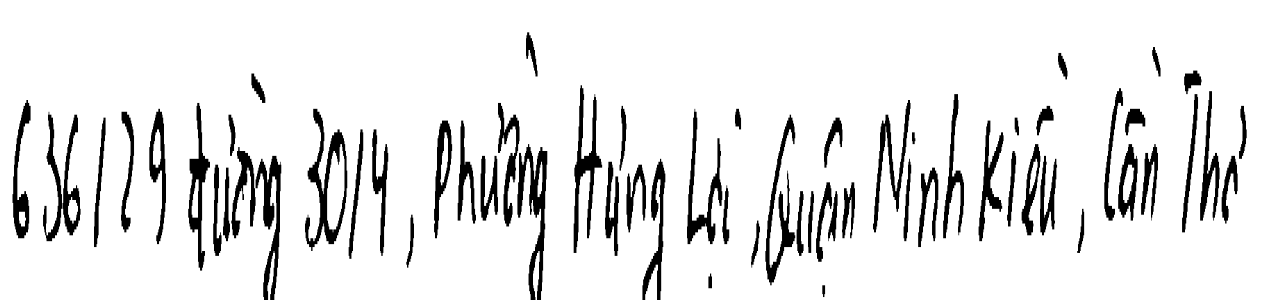 636/29 đường 30/4, Phường Hưng Lợi, Quận Ninh Kiều, Cần Thơ